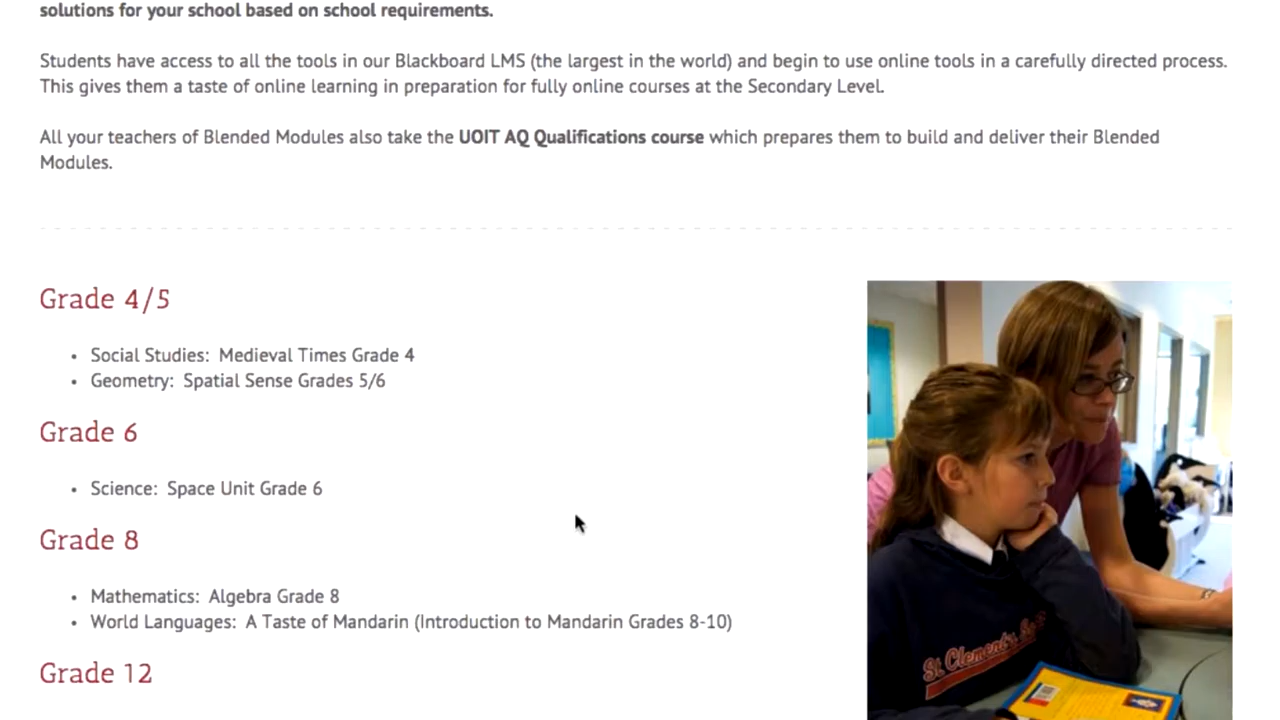 solutions for your school based on school requirements.
Students have access to all the tools in our Blackboard LMS (the largest in the world) and begin to use online tools in a carefully directed process.
This gives them a taste of online learning in preparation for fully online courses at the Secondary Level.
All your teachers of Blended Modules also take the UOIT AQ Qualifications course which prepares them to build and deliver their Blended
Modules.
Grade 4/5
• Social Studies: Medieval Times Grade 4
• Geometry: Spatial Sense Grades 5/6
Grade 6
• Science: Space Unit Grade 6
Grade 8
• Mathematics: Algebra Grade 8
• World Languages: A Taste of Mandarin (Introduction to Mandarin Grades 8-10)
Grade 12
St. Clement's